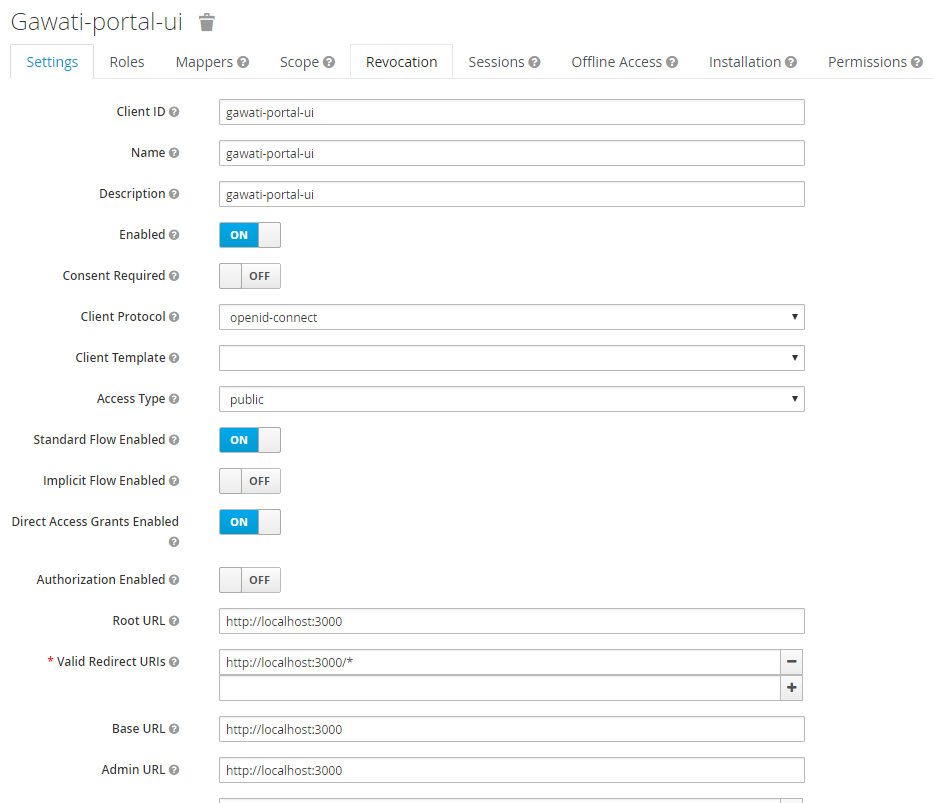 Gawati-portal-ui
Settings Roles Mappers Scope Revocation Sessions Offline Access Installation Permissions
Client ID gawati-portal-ui
Name gawati-portal-ui
Description gawati-portal-ui
Enabled ON
Consent Required OFF
Client Protocol openid-connect
Client Template
Access Type public
Standard Flow Enabled ON
Implicit Flow Enabled OFF
Direct Access Grants Enabled ON
Authorization Enabled OFF
Root URL http://localhost:3000
* Valid Redirect URIs http://localhost:3000/*
Base URL http://localhost:3000
Admin URL http://localhost:3000